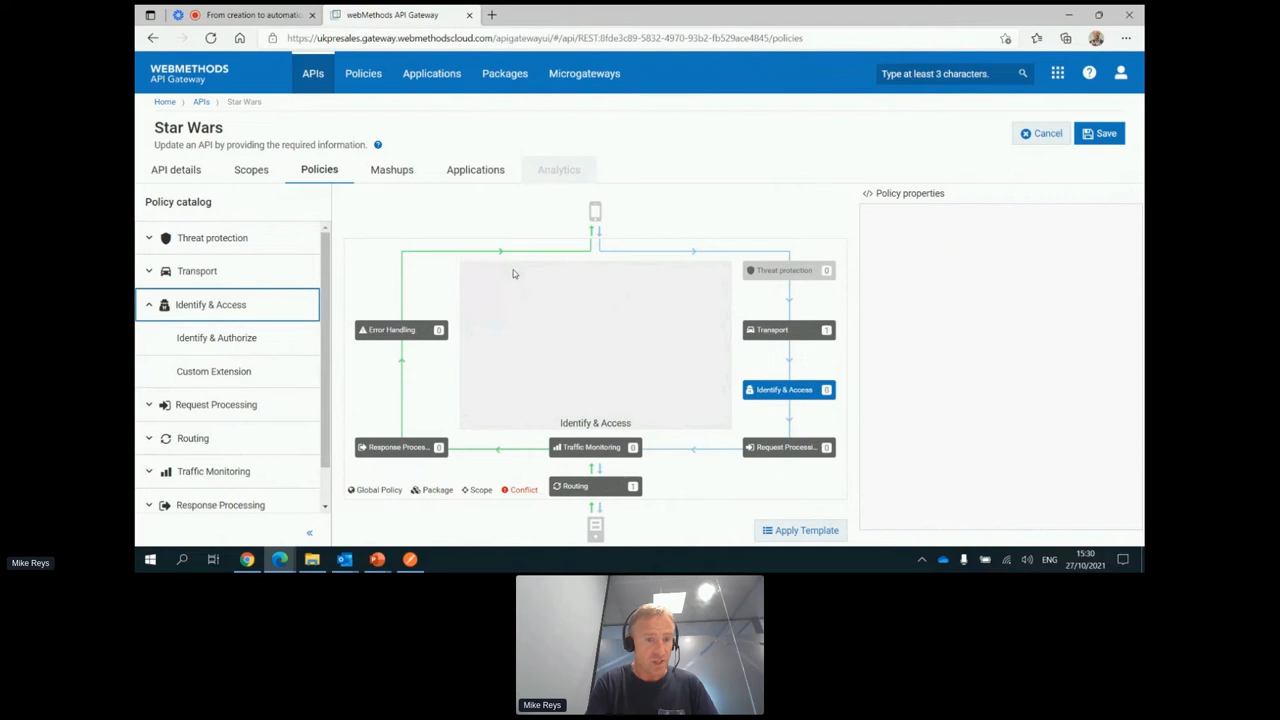 From creation to automatic
webMethods API Gateway
https://ukpresales.gateway.webmethodscloud.com/apigatewayui/#/api/REST:8fde3c89-5832-4970-93b2-fb529ace4845/policies
WEBMETHODS
API Gateway
APIs
Policies
Applications
Packages
Microgateways
Type at least 3 characters.
Home
APIs
Star Wars
Star Wars
Update an API by providing the required information.
Cancel
Save
API details
Scopes
Policies
Mashups
Applications
Analytics
Policy catalog
Threat protection
Transport
Identify & Access
Identify & Authorize
Custom Extension
Request Processing
Routing
Traffic Monitoring
Response Processing
Threat protection 0
Error Handling 0
Transport 1
Identify & Access 0
Identify & Access
Response Proces... 0
Traffic Monitoring 0
Request Processi... 0
Global Policy
Package
Scope
Conflict
Routing 1
Apply Template
</> Policy properties
ENG
15:30
27/10/2021
Mike Reys
Mike Reys